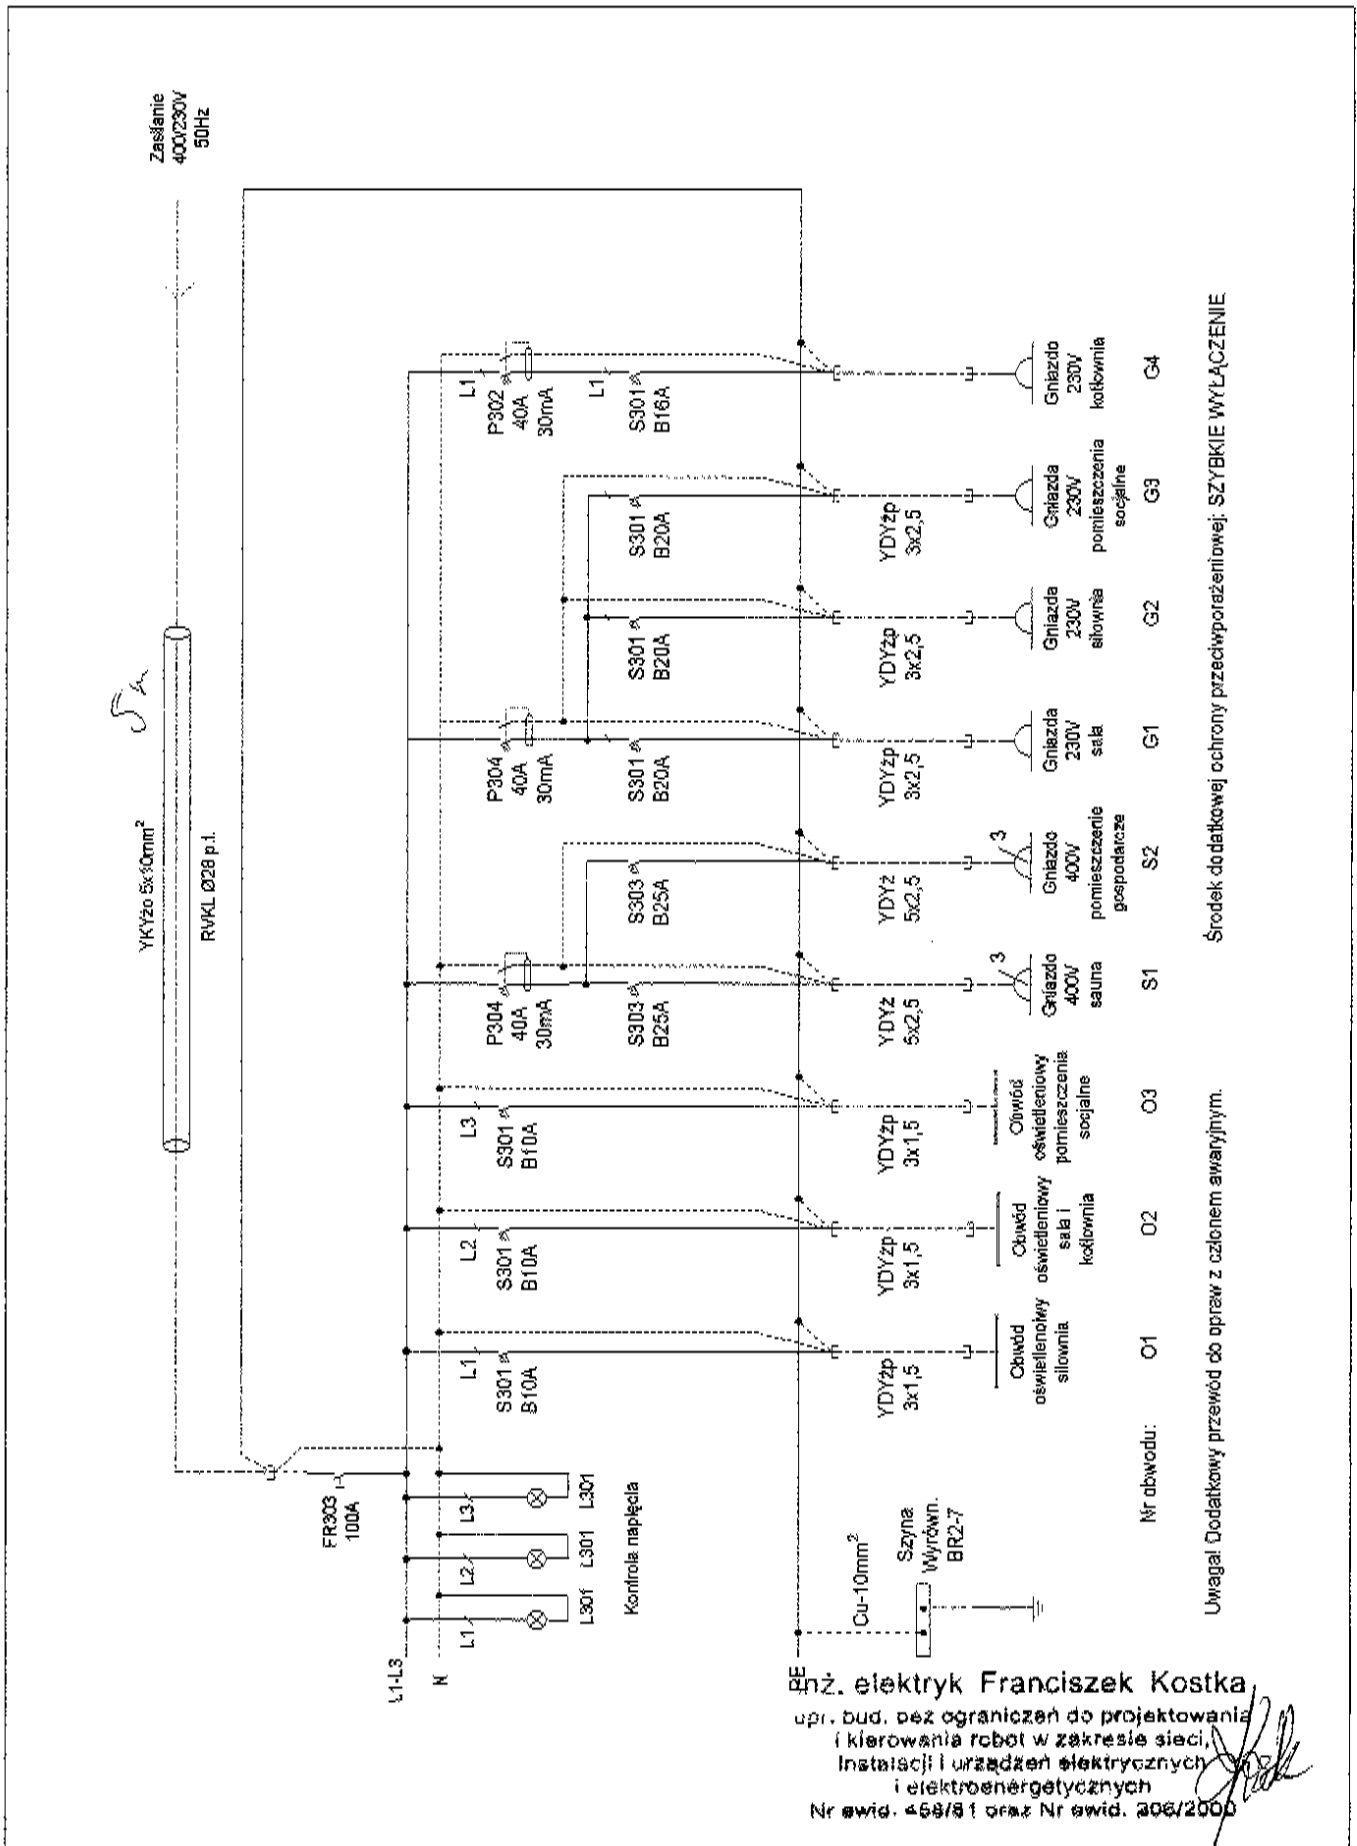 Zasilanie
400/230V
50Hz
YKYżo 5x10mm²
RVKL Ø28 p.t.
FR303
100A
L1-L3
N
L1
L2
L3
L301
L301
L301
Kontrola napięcia
L1
S301
B10A
L2
S301
B10A
L3
S301
B10A
P304
40A
30mA
S303
B25A
S303
B25A
P304
40A
30mA
S301
B20A
S301
B20A
S301
B20A
L1
P302
40A
30mA
L1
S301
B16A
PE
Cu-10mm²
Szyna
Wyrówn.
BR2-7
YDYżp
3x1,5
YDYżp
3x1,5
YDYżp
3x1,5
YDYż
5x2,5
YDYż
5x2,5
YDYżp
3x2,5
YDYżp
3x2,5
YDYżp
3x2,5
Obwód
oświetlenolwy
siłownia
Obwód
oświetleniowy
sala i
kotłownia
Obwód
oświetleniowy
pomieszczenia
socjalne
3
Gniazdo
400V
sauna
3
Gniazdo
400V
pomieszczenie
gospodarcze
Gniazda
230V
sala
Gniazda
230V
siłownia
Gniazda
230V
pomieszczenia
socjalne
Gniazdo
230V
kotłownia
Nr obwodu:
O1
O2
O3
S1
S2
G1
G2
G3
G4
Uwaga! Dodatkowy przewód do opraw z członem awaryjnym.
Środek dodatkowej ochrony przeciwporażeniowej: SZYBKIE WYŁĄCZENIE
inż. elektryk Franciszek Kostka
upr. bud. bez ograniczeń do projektowania
i kierowania robot w zakresie sieci,
Instalacji i urządzeń elektrycznych
i elektroenergetycznych
Nr ewid. 458/81 oraz Nr ewid. 306/2000